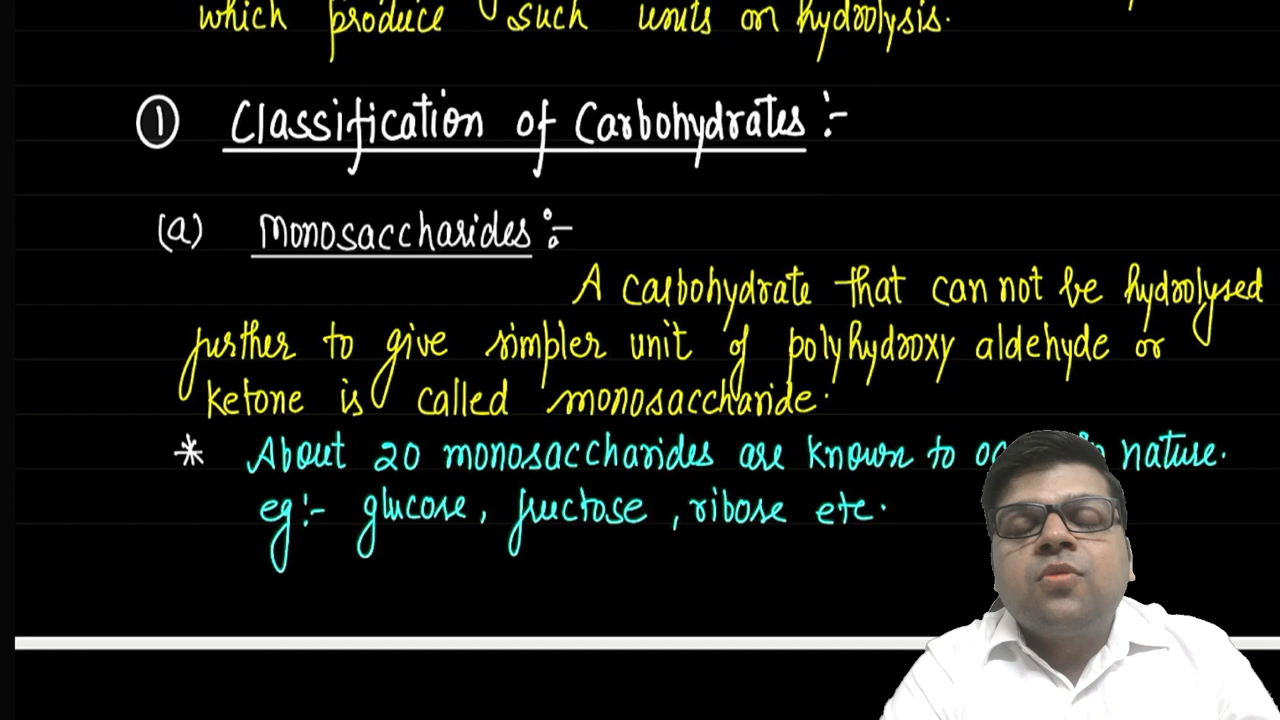 which produce such units on hydrolysis.
① Classification of Carbohydrates :-
(a) Monosaccharides :-
A carbohydrate that can not be hydrolysed
further to give simpler unit of polyhydroxy aldehyde or
ketone is called monosaccharide.
* About 20 monosaccharides are known to nature.
eg:- glucose, fructose, ribose etc.